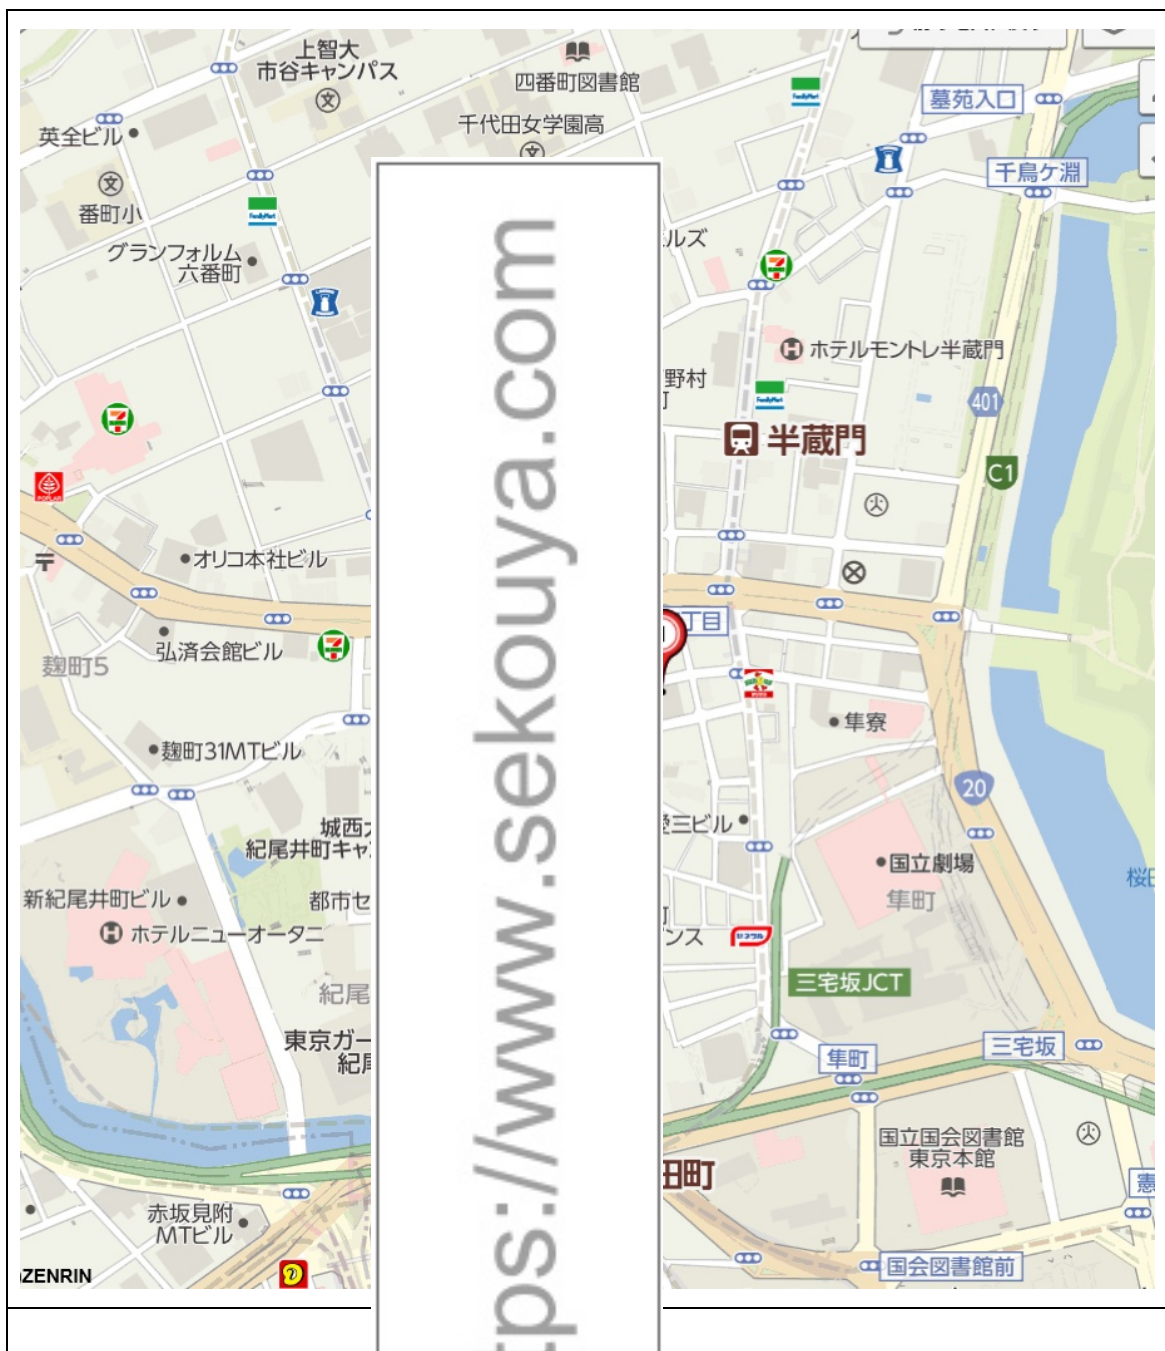 上智大
市谷キャンパス
四番町図書館
墓苑入口
千代田女学園高
英全ビル
千鳥ケ淵
番町小
FamilyMart
グランフォルム
六番町
ルズ
ホテルモントレ半蔵門
野村
401
半蔵門
C1
POPLAR
オリコ本社ビル
丁目
弘済会館ビル
麹町5
隼寮
麹町31MTビル
20
城西
紀尾井町キャ
三ビル
国立劇場
隼町
新紀尾井町ビル
都市セ
ホテルニューオータニ
ンス
三宅坂JCT
紀尾
東京ガー
紀尾
隼町
三宅坂
国立国会図書館
東京本館
田町
赤坂見附
MTビル
国会図書館前
ZENRIN
tps://www.sekouya.com